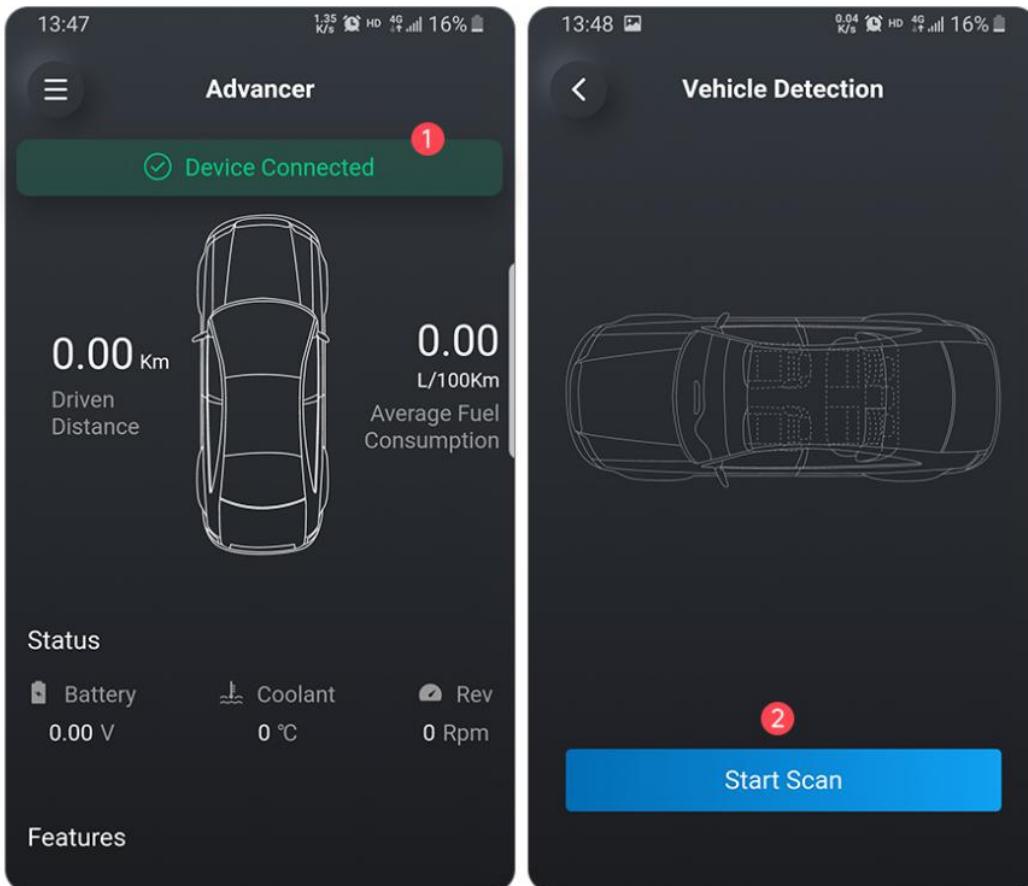 13:47
1.35 K/s HD 4G 16%
Advancer
1
Device Connected
0.00 Km
Driven
Distance
0.00
L/100Km
Average Fuel
Consumption
Status
Battery
0.00 V
Coolant
0 °C
Rev
0 Rpm
Features
13:48
0.04 K/s HD 4G 16%
Vehicle Detection
2
Start Scan